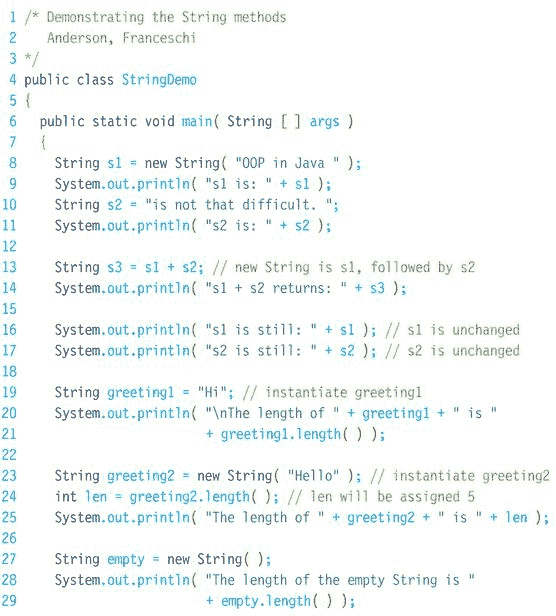 1 /* Demonstrating the String methods
2    Anderson, Franceschi
3 */
4 public class StringDemo
5 {
6   public static void main( String [ ] args )
7   {
8     String s1 = new String( "OOP in Java " );
9     System.out.println( "s1 is: " + s1 );
10     String s2 = "is not that difficult. ";
11     System.out.println( "s2 is: " + s2 );
12
13     String s3 = s1 + s2; // new String is s1, followed by s2
14     System.out.println( "s1 + s2 returns: " + s3 );
15
16     System.out.println( "s1 is still: " + s1 ); // s1 is unchanged
17     System.out.println( "s2 is still: " + s2 ); // s2 is unchanged
18
19     String greeting1 = "Hi"; // instantiate greeting1
20     System.out.println( "\nThe length of " + greeting1 + " is "
21                         + greeting1.length( ) );
22
23     String greeting2 = new String( "Hello" ); // instantiate greeting2
24     int len = greeting2.length( ); // len will be assigned 5
25     System.out.println( "The length of " + greeting2 + " is " + len );
26
27     String empty = new String( );
28     System.out.println( "The length of the empty String is "
29                         + empty.length( ) );